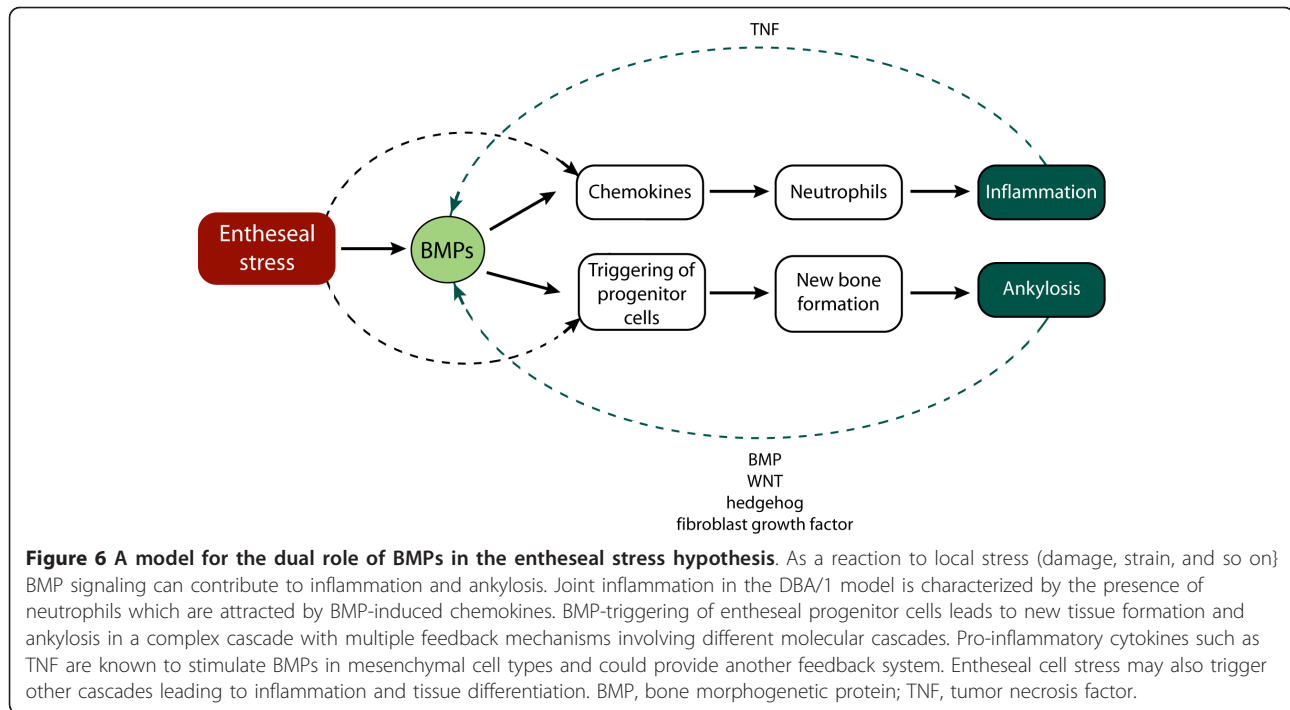 TNF
Chemokines
Neutrophils
Inflammation
Entheseal
stress
BMPs
Triggering of
progenitor
cells
New bone
formation
Ankylosis
BMP
WNT
hedgehog
fibroblast growth factor
Figure 6 A model for the dual role of BMPs in the entheseal stress hypothesis. As a reaction to local stress (damage, strain, and so on}
BMP signaling can contribute to inflammation and ankylosis. Joint inflammation in the DBA/1 model is characterized by the presence of
neutrophils which are attracted by BMP-induced chemokines. BMP-triggering of entheseal progenitor cells leads to new tissue formation and
ankylosis in a complex cascade with multiple feedback mechanisms involving different molecular cascades. Pro-inflammatory cytokines such as
TNF are known to stimulate BMPs in mesenchymal cell types and could provide another feedback system. Entheseal cell stress may also trigger
other cascades leading to inflammation and tissue differentiation. BMP, bone morphogenetic protein; TNF, tumor necrosis factor.